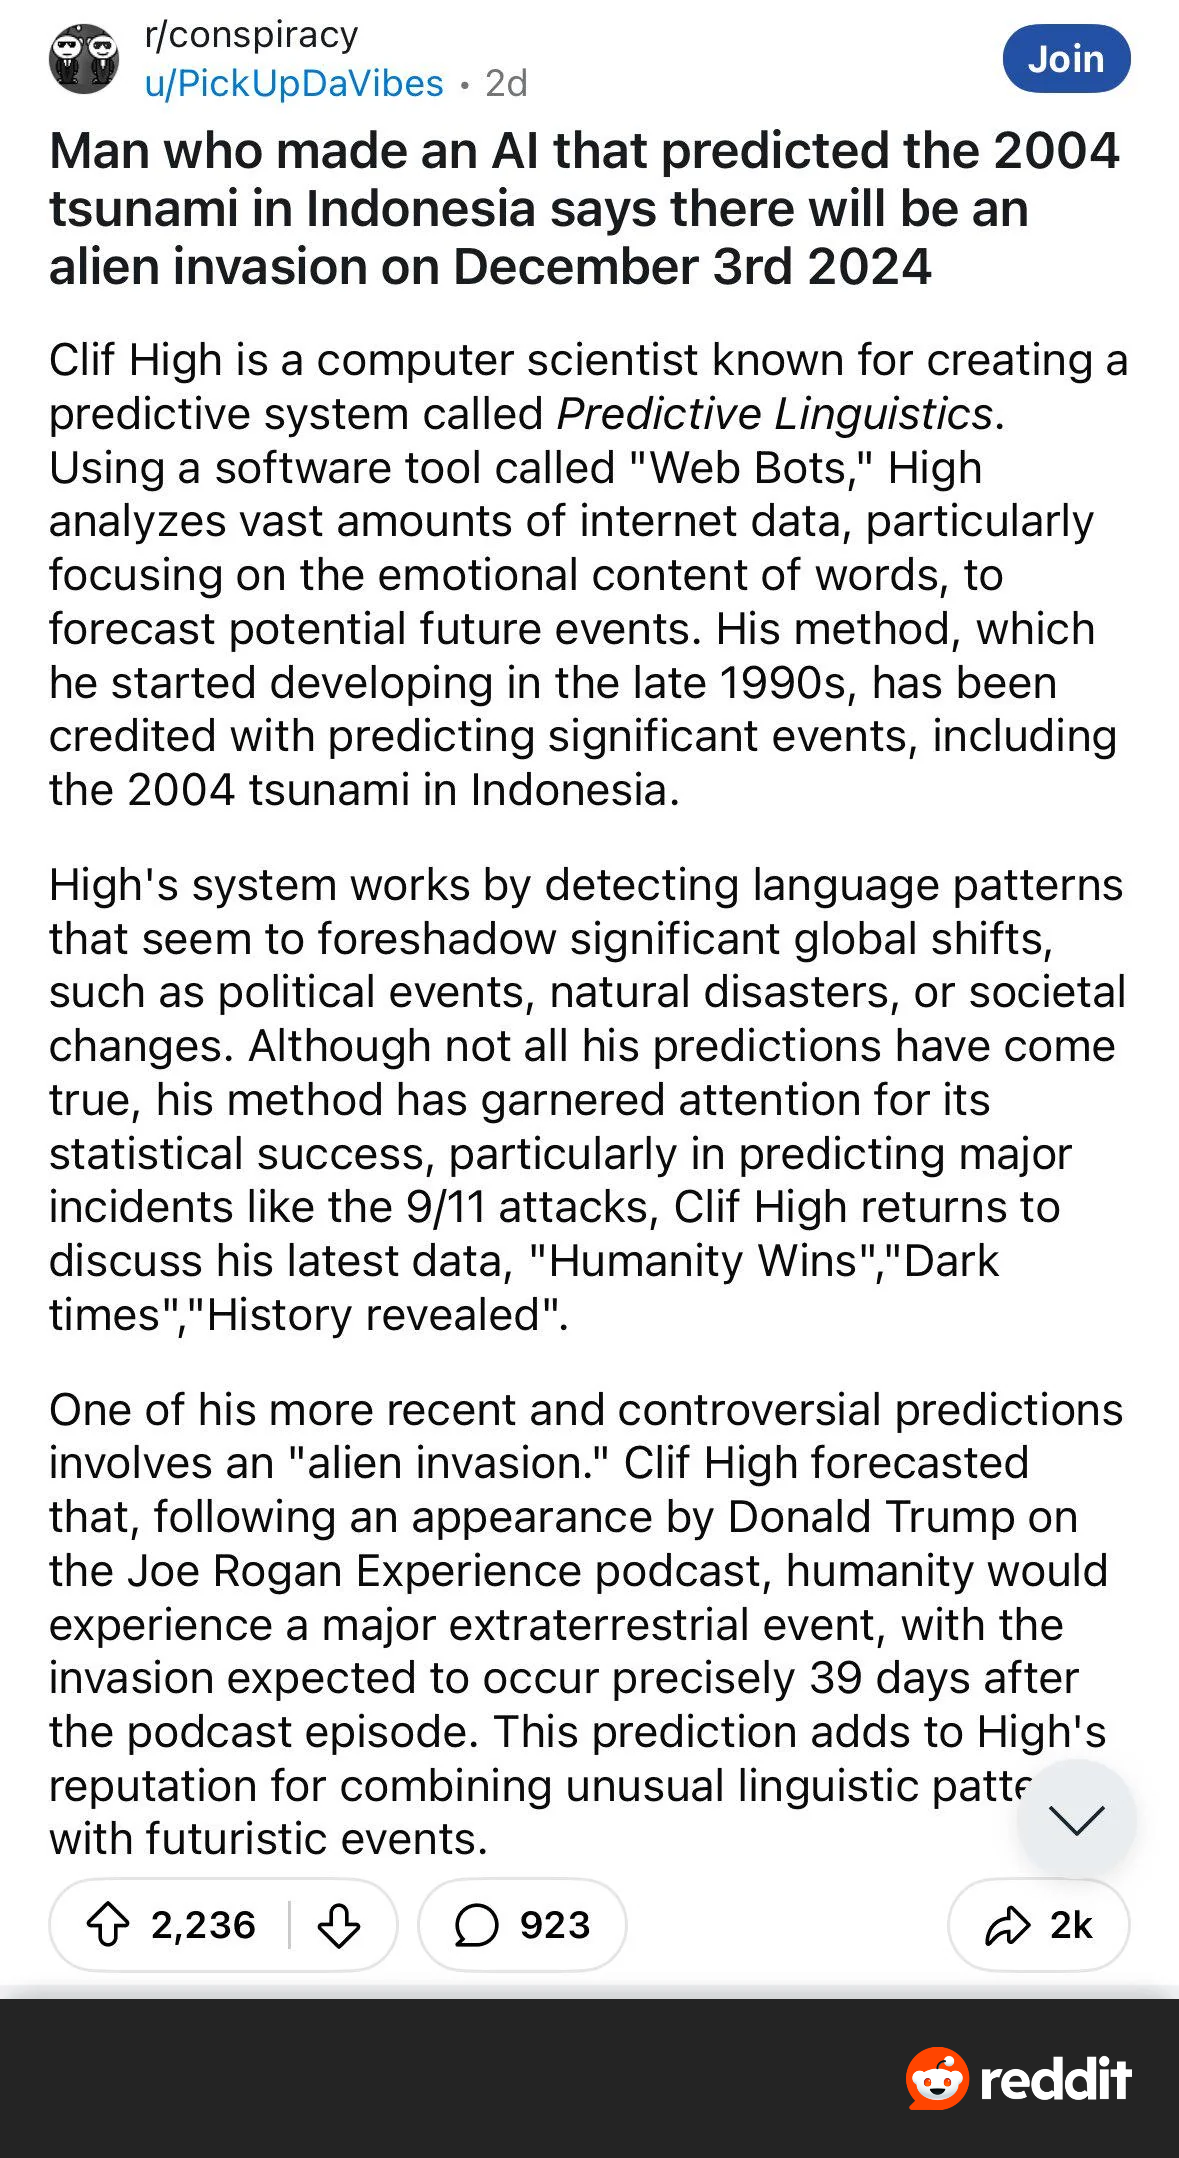 r/conspiracy
u/PickUpDaVibes • 2d
Join
Man who made an AI that predicted the 2004
tsunami in Indonesia says there will be an
alien invasion on December 3rd 2024
Clif High is a computer scientist known for creating a
predictive system called Predictive Linguistics.
Using a software tool called "Web Bots," High
analyzes vast amounts of internet data, particularly
focusing on the emotional content of words, to
forecast potential future events. His method, which
he started developing in the late 1990s, has been
credited with predicting significant events, including
the 2004 tsunami in Indonesia.
High's system works by detecting language patterns
that seem to foreshadow significant global shifts,
such as political events, natural disasters, or societal
changes. Although not all his predictions have come
true, his method has garnered attention for its
statistical success, particularly in predicting major
incidents like the 9/11 attacks, Clif High returns to
discuss his latest data, "Humanity Wins","Dark
times","History revealed".
One of his more recent and controversial predictions
involves an "alien invasion." Clif High forecasted
that, following an appearance by Donald Trump on
the Joe Rogan Experience podcast, humanity would
experience a major extraterrestrial event, with the
invasion expected to occur precisely 39 days after
the podcast episode. This prediction adds to High's
reputation for combining unusual linguistic patte
with futuristic events.
2,236
923
2k
reddit